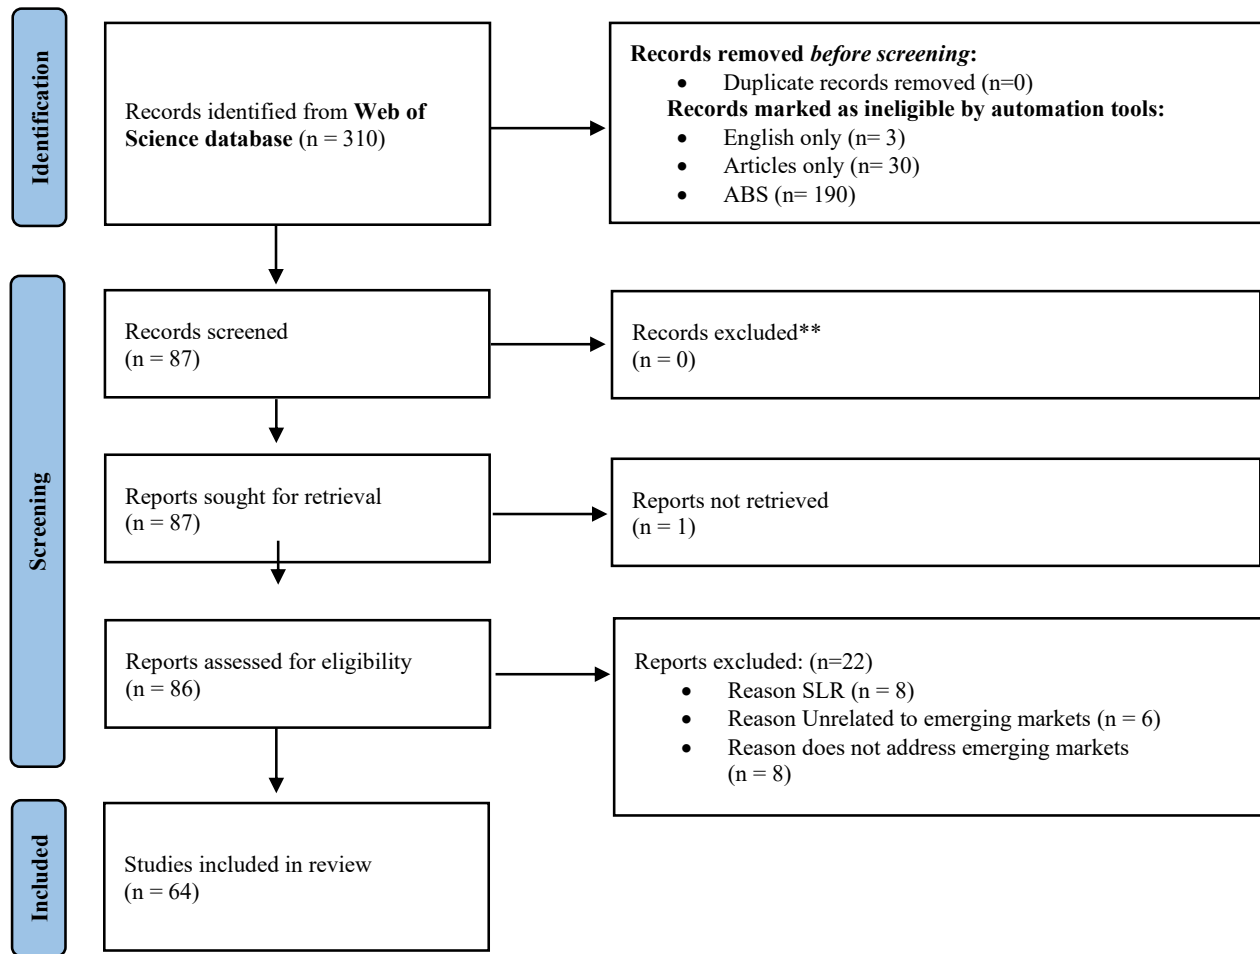 Identification
Records identified from Web of
Science database (n = 310)
Records removed before screening:
• Duplicate records removed (n=0)
Records marked as ineligible by automation tools:
• English only (n= 3)
• Articles only (n= 30)
• ABS (n= 190)
Screening
Records screened
(n = 87)
Records excluded**
(n = 0)
Reports sought for retrieval
(n = 87)
Reports not retrieved
(n = 1)
Reports assessed for eligibility
(n = 86)
Reports excluded: (n=22)
• Reason SLR (n = 8)
• Reason Unrelated to emerging markets (n = 6)
• Reason does not address emerging markets
(n = 8)
Included
Studies included in review
(n = 64)